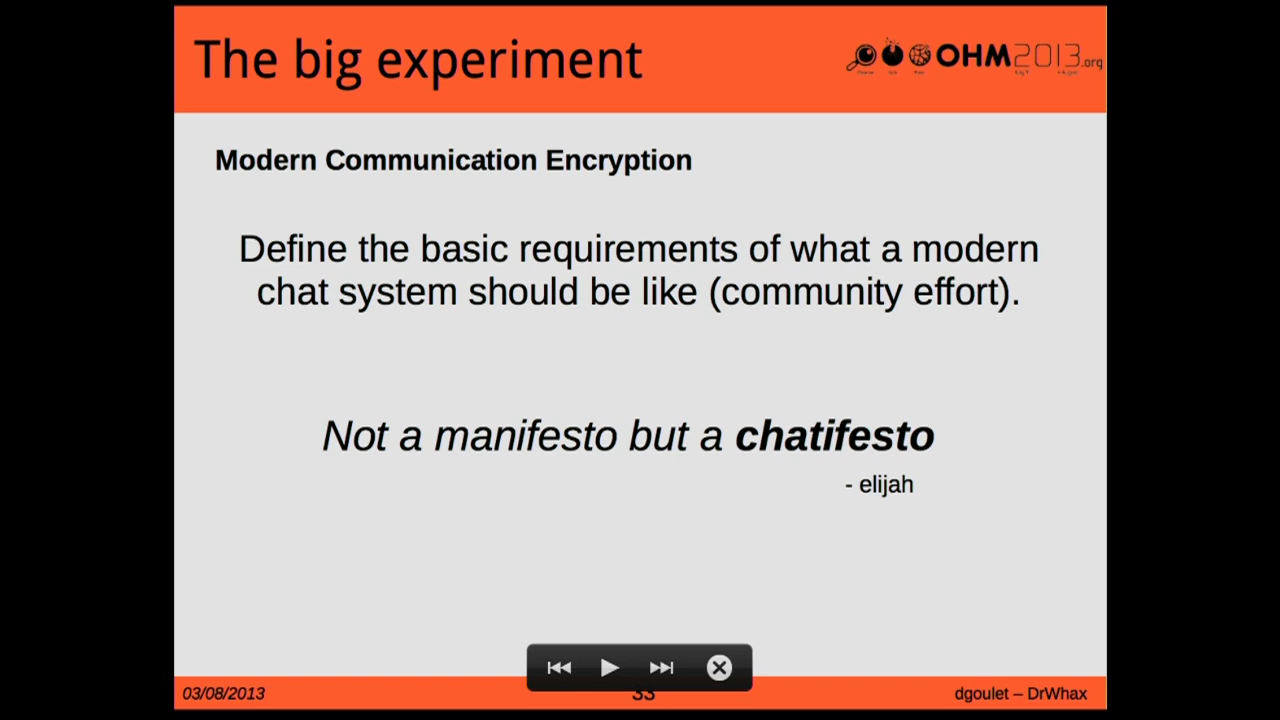 The big experiment
OHM2013.org
Modern Communication Encryption
Define the basic requirements of what a modern
chat system should be like (community effort).
Not a manifesto but a chatifesto
- elijah
03/08/2013
33
dgoulet – DrWhax